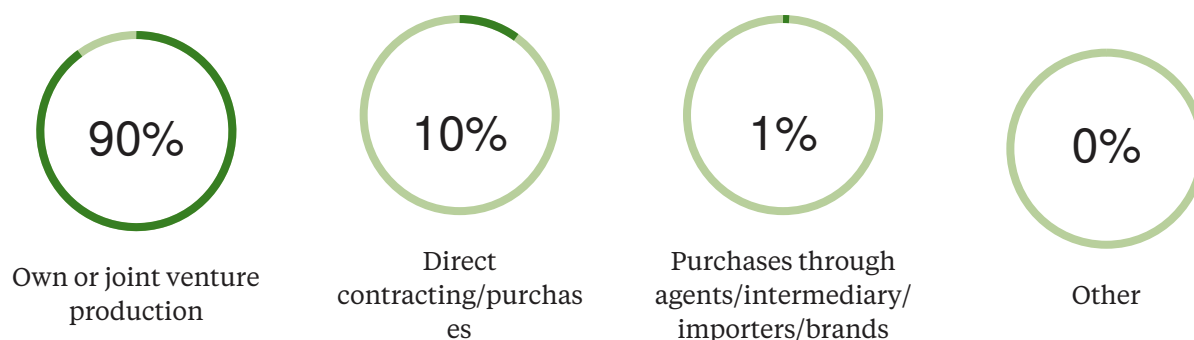 90%
Own or joint venture
production
10%
Direct
contracting/purchas
es
1%
Purchases through
agents/intermediary/
importers/brands
0%
Other